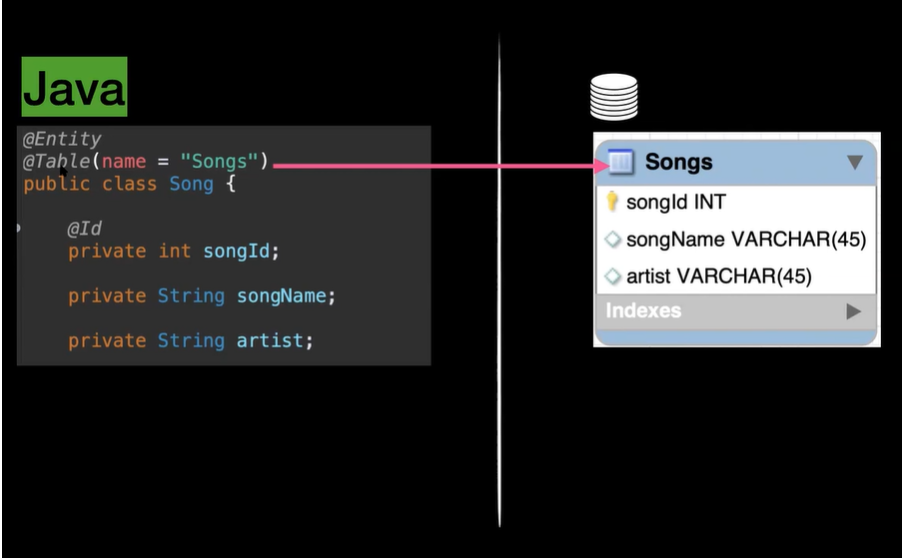 Java
@Entity
@Table(name = "Songs")
public class Song {
@Id
private int songId;
private String songName;
private String artist;
Songs
songId INT
songName VARCHAR(45)
artist VARCHAR(45)
Indexes